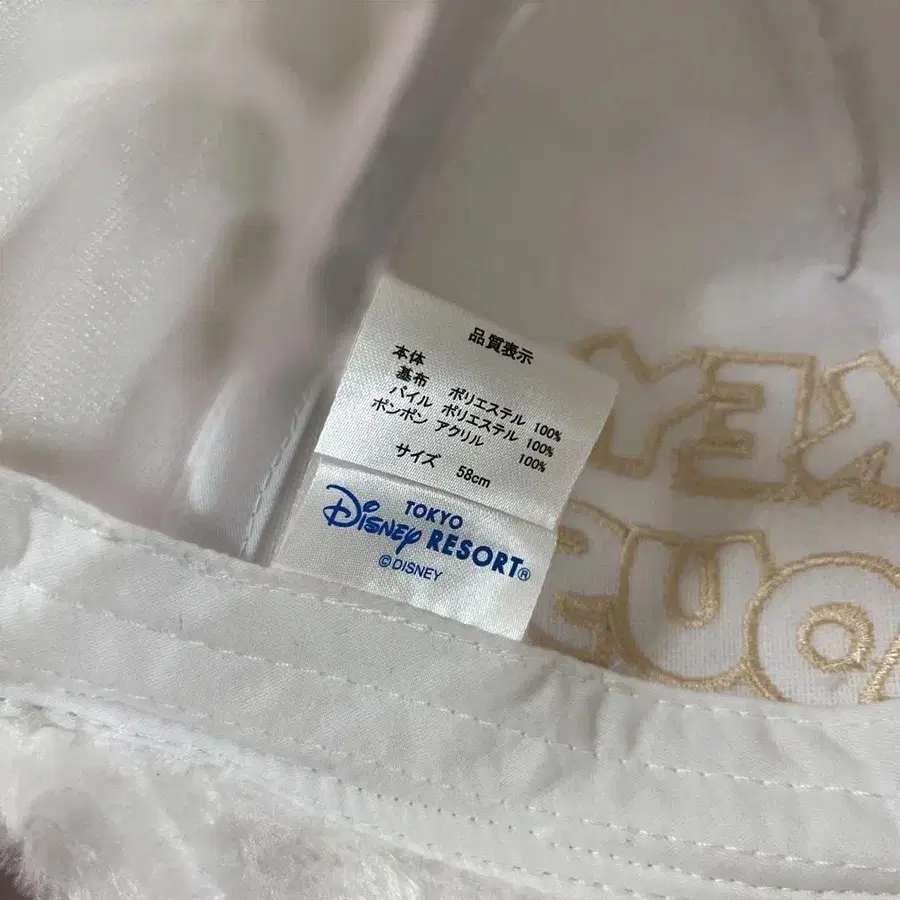 品質表示
本体
基布 ポリエステル 100%
パイル ポリエステル 100%
ボンボン アクリル 100%
サイズ 58cm
TOKYO
Disney RESORT®
©DISNEY